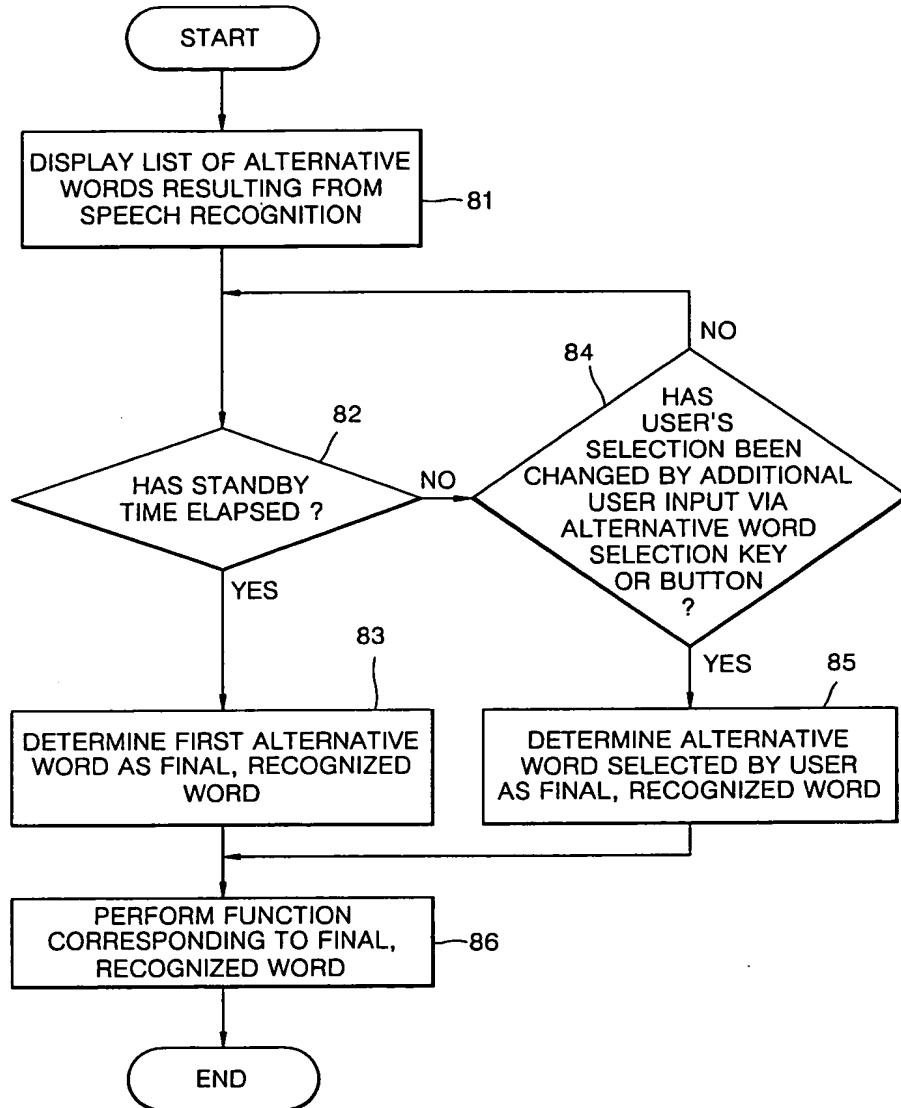 START
DISPLAY LIST OF ALTERNATIVE
WORDS RESULTING FROM
SPEECH RECOGNITION
81
NO
84
HAS
USER'S
SELECTION BEEN
CHANGED BY ADDITIONAL
USER INPUT VIA
ALTERNATIVE WORD
SELECTION KEY
OR BUTTON
?
82
HAS STANDBY
TIME ELAPSED ?
NO
YES
YES
83
DETERMINE FIRST ALTERNATIVE
WORD AS FINAL, RECOGNIZED
WORD
85
DETERMINE ALTERNATIVE
WORD SELECTED BY USER
AS FINAL, RECOGNIZED WORD
PERFORM FUNCTION
CORRESPONDING TO FINAL,
RECOGNIZED WORD
86
END